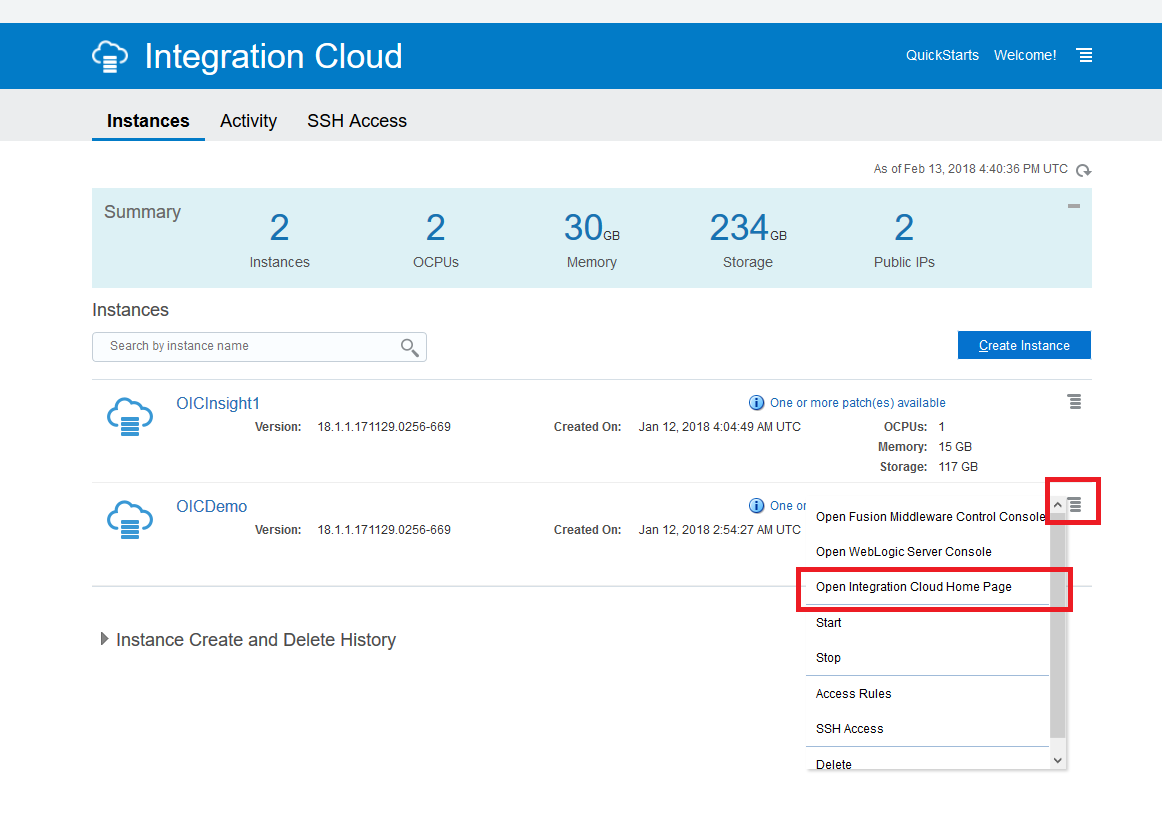 Integration Cloud
QuickStarts Welcome!
Instances Activity SSH Access
As of Feb 13, 2018 4:40:36 PM UTC
Summary
2 2 30GB 234GB 2
Instances OCPUs Memory Storage Public IPs
Instances
Search by instance name
Create Instance
OICInsight1
One or more patch(es) available
Version: 18.1.1.171129.0256-669
Created On: Jan 12, 2018 4:04:49 AM UTC
OCPUs: 1
Memory: 15 GB
Storage: 117 GB
OICDemo
One or
Version: 18.1.1.171129.0256-669
Created On: Jan 12, 2018 2:54:27 AM UTC
Open Fusion Middleware Control Console
Open WebLogic Server Console
Open Integration Cloud Home Page
Start
Stop
Access Rules
SSH Access
Delete
Instance Create and Delete History